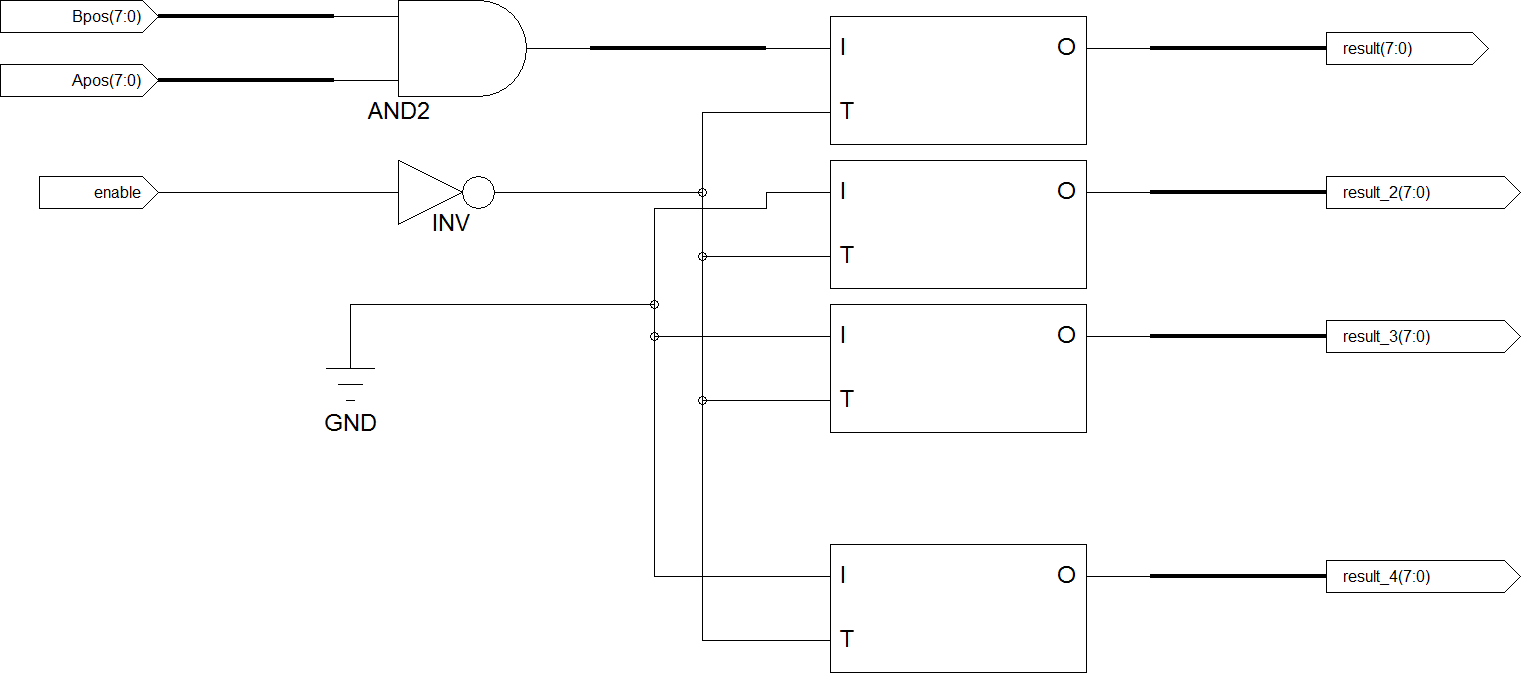 Bpos(7:0)
I O result(7:0)
Apos(7:0)
AND2
T
enable
INV
I O result_2(7:0)
T
GND
I O result_3(7:0)
T
I O result_4(7:0)
T